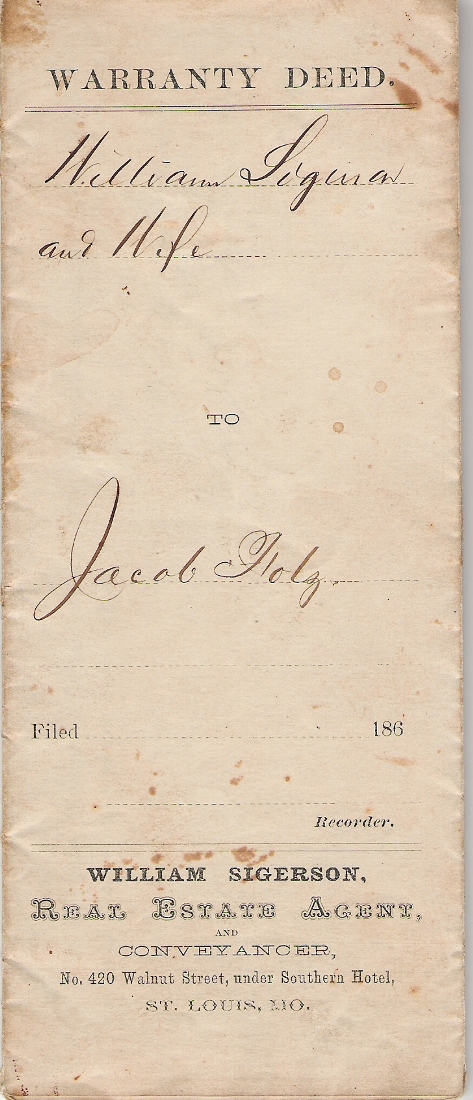 WARRANTY DEED.
William Sigerson
and Wife
TO
Jacob Folz.
Filed 186
Recorder.
WILLIAM SIGERSON,
REAL ESTATE AGENT,
AND
CONVEYANCER,
No. 420 Walnut Street, under Southern Hotel,
ST. LOUIS, MO.